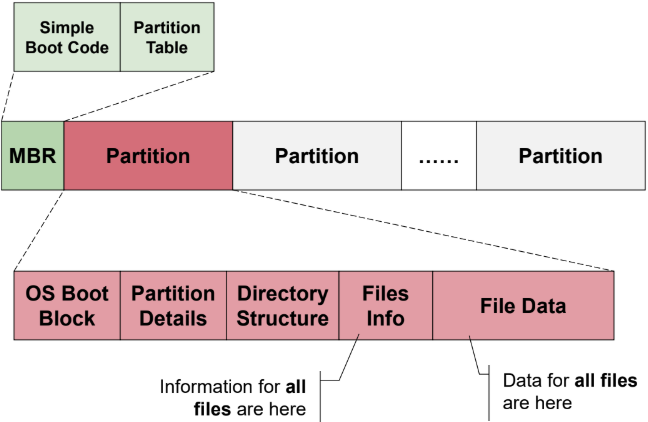 Simple
Boot Code
Partition
Table
MBR
Partition
Partition
......
Partition
OS Boot
Block
Partition
Details
Directory
Structure
Files
Info
File Data
Information for all
files are here
Data for all files
are here